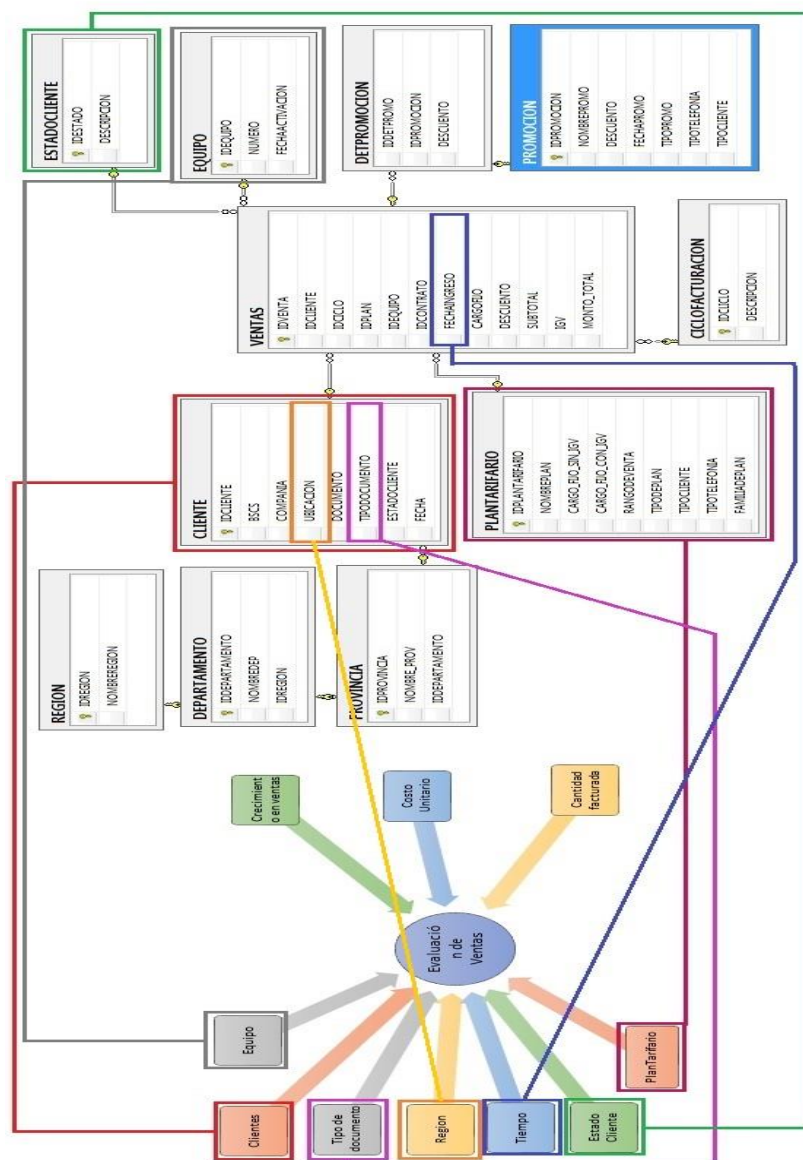 Clientes
Tipo de
documento
Region
Tiempo
Estado
Cliente
Equipo
PlanTarifario
Evaluació
n de
Ventas
Crecimient
o en ventas
Costo
Unitario
Cantidad
facturada
REGION
IDREGION
NOMBREREGION
DEPARTAMENTO
IDDEPARTAMENTO
NOMBREDEP
IDREGION
PROVINCIA
IDPROVINCIA
NOMBRE_PROV
IDDEPARTAMENTO
CLIENTE
IDCLIENTE
BSCS
COMPANIA
UBICACION
DOCUMENTO
TIPODOCUMENTO
ESTADOCLIENTE
FECHA
PLANTARIFARIO
IDPLANTARIFARIO
NOMBREPLAN
CARGO_FIJO_SIN_IGV
CARGO_FIJO_CON_IGV
RANGODEVENTA
TIPODEPLAN
TIPOCLIENTE
TIPOTELEFONIA
FAMILIADEPLAN
VENTAS
IDVENTA
IDCLIENTE
IDCICLO
IDPLAN
IDEQUIPO
IDCONTRATO
FECHAINGRESO
CARGOFIJO
DESCUENTO
SUBTOTAL
IGV
MONTO_TOTAL
CICLOFACTURACION
IDCICLO
DESCRIPCION
ESTADOCLIENTE
IDESTADO
DESCRIPCION
EQUIPO
IDEQUIPO
NUMERO
FECHAACTIVACION
DETPROMOCION
IDDETPROMO
IDPROMOCION
DESCUENTO
PROMOCION
IDPROMOCION
NOMBREPROMO
DESCUENTO
FECHAPROMO
TIPOPROMO
TIPOTELEFONIA
TIPOCLIENTE